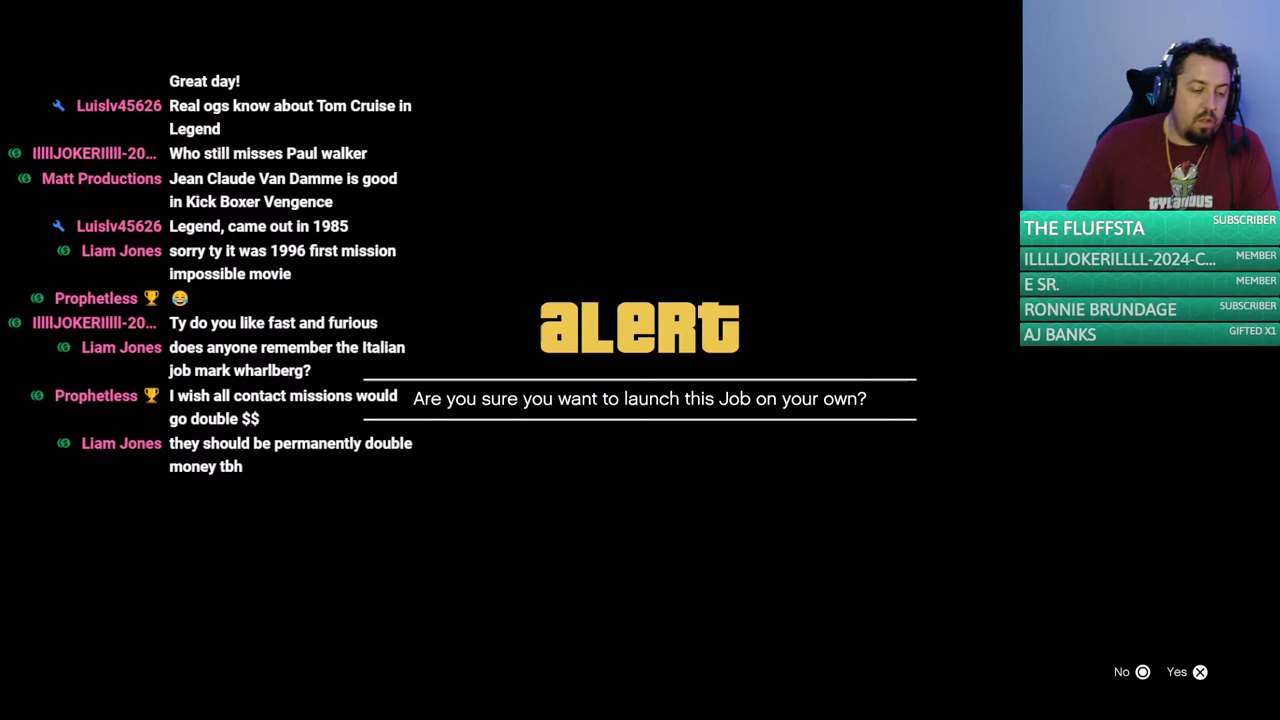 Great day!
Luislv45626 Real ogs know about Tom Cruise in
Legend
IlllIJOKERIllll-20... Who still misses Paul walker
Matt Productions Jean Claude Van Damme is good
in Kick Boxer Vengence
Luislv45626 Legend, came out in 1985
Liam Jones sorry ty it was 1996 first mission
impossible movie
Prophetless 🏆 😂
IlllIJOKERIllll-20... Ty do you like fast and furious
Liam Jones does anyone remember the Italian
job mark wharlberg?
Prophetless 🏆 I wish all contact missions would
go double $$
Liam Jones they should be permanently double
money tbh
alert
Are you sure you want to launch this Job on your own?
No Yes
TYLARIOUS
THE FLUFFSTA SUBSCRIBER
ILLLLJOKERILLLL-2024-C... MEMBER
E SR. MEMBER
RONNIE BRUNDAGE SUBSCRIBER
AJ BANKS GIFTED X1